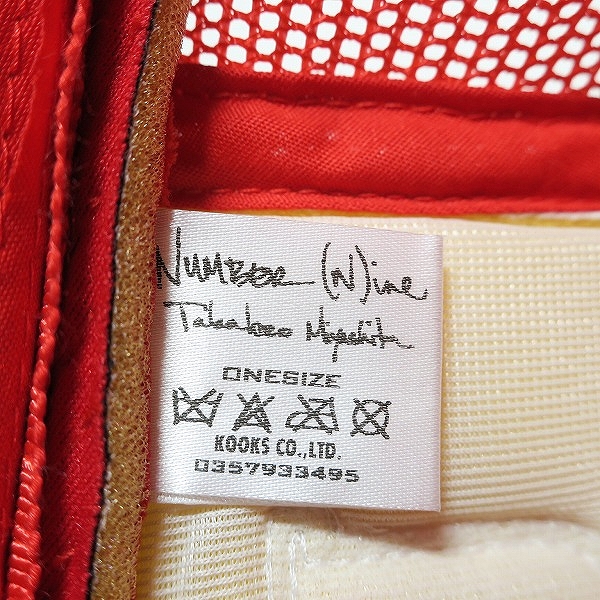 NUMBER (N)ine
Takahiro Miyashita
ONESIZE
KOOKS CO.,LTD.
0357933495